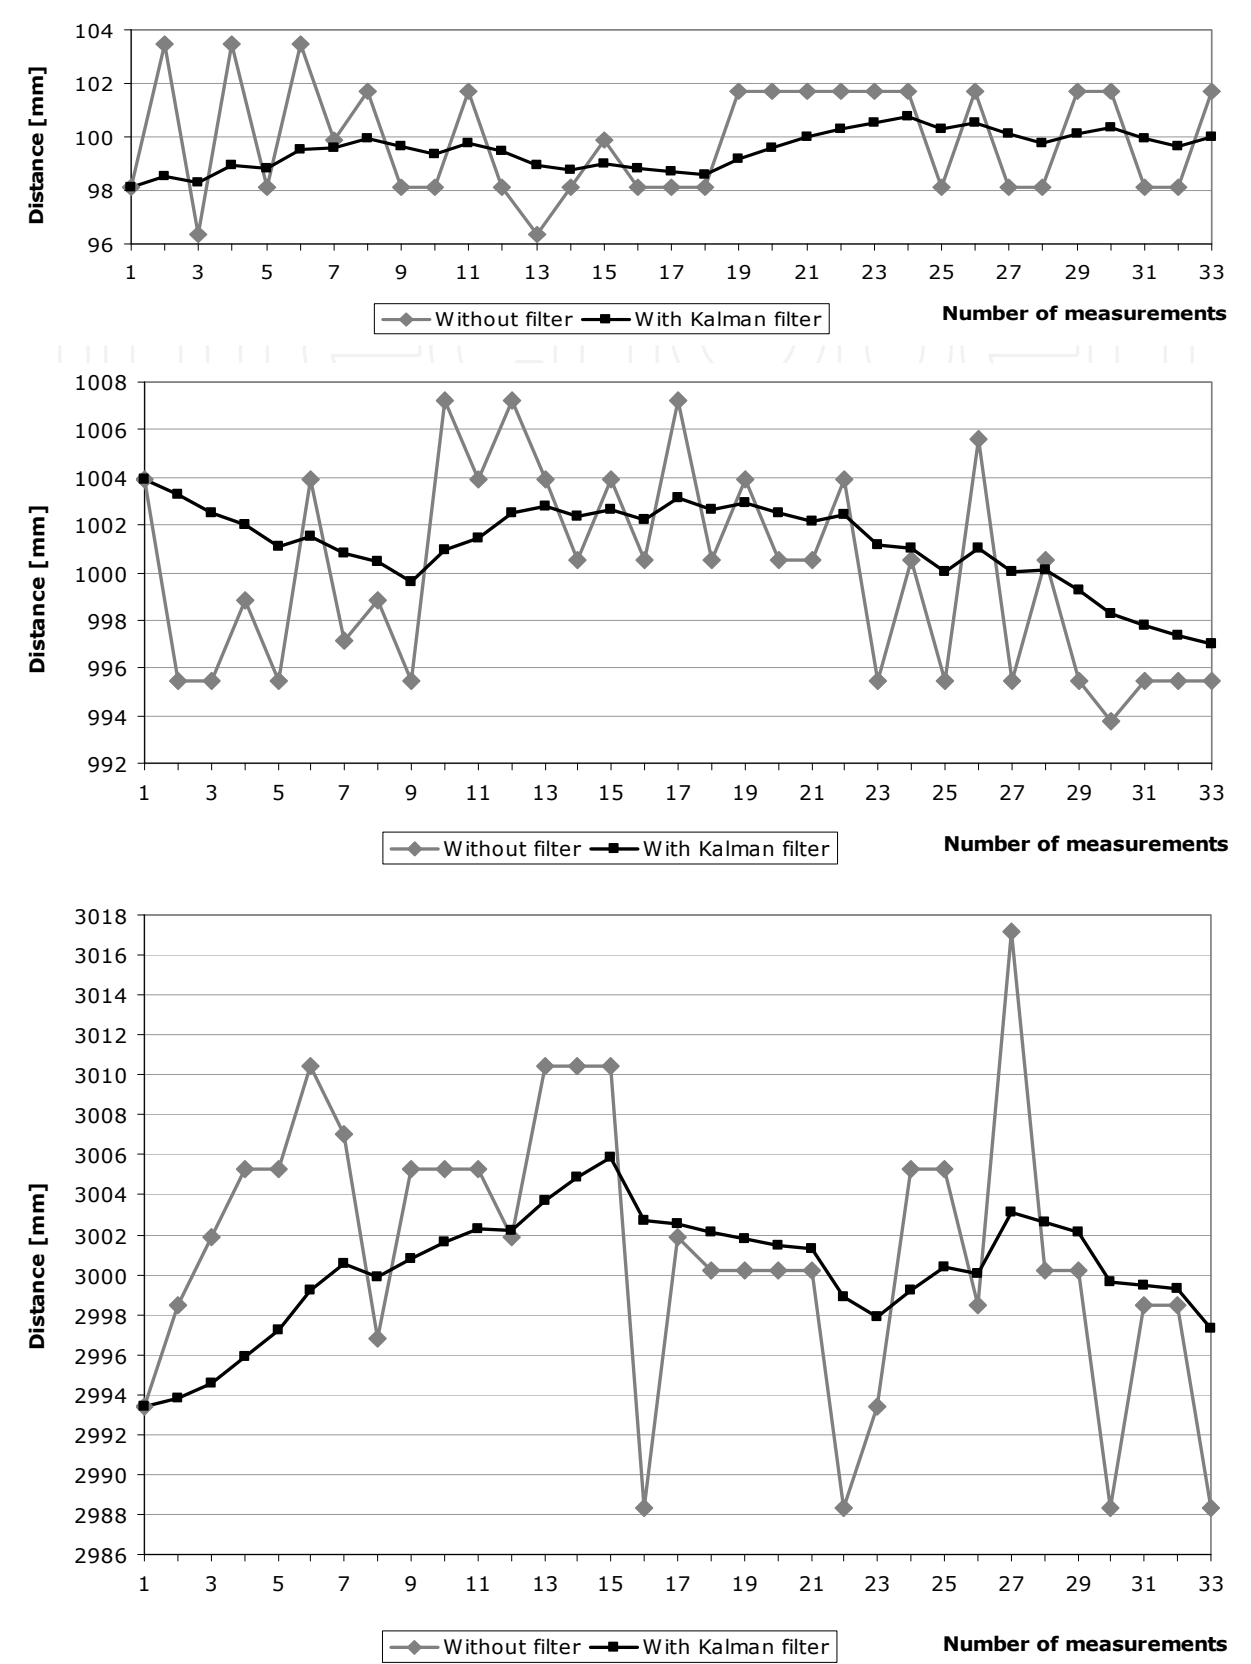 104
102
100
98
96
Distance [mm]
1 3 5 7 9 11 13 15 17 19 21 23 25 27 29 31 33
Number of measurements
Without filter With Kalman filter
1008
1006
1004
1002
1000
998
996
994
992
Distance [mm]
1 3 5 7 9 11 13 15 17 19 21 23 25 27 29 31 33
Without filter With Kalman filter
Number of measurements
3018
3016
3014
3012
3010
3008
3006
3004
3002
3000
2998
2996
2994
2992
2990
2988
2986
Distance [mm]
1 3 5 7 9 11 13 15 17 19 21 23 25 27 29 31 33
Without filter With Kalman filter
Number of measurements